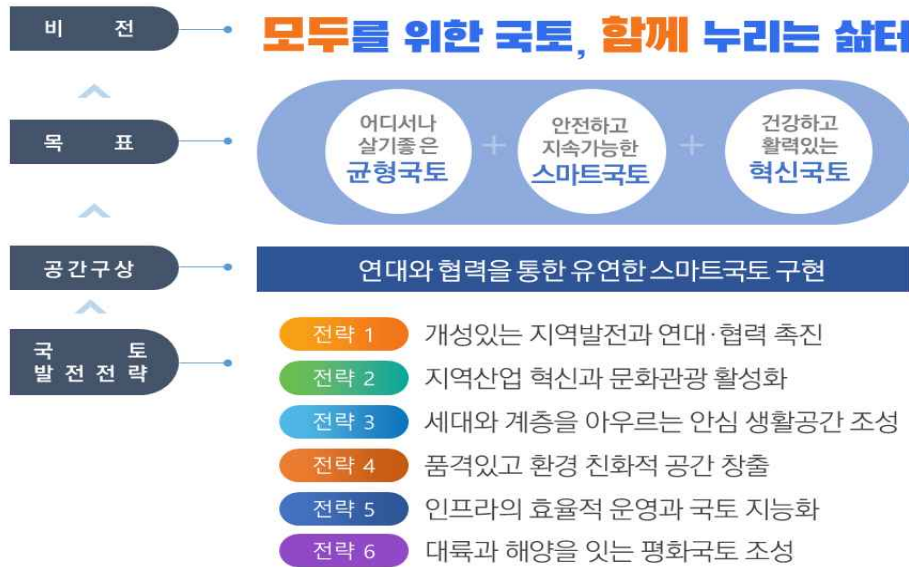 비 전
모두를 위한 국토, 함께 누리는 삶터
목 표
어디서나
살기좋은
균형국토
+
안전하고
지속가능한
스마트국토
+
건강하고
활력있는
혁신국토
공간구상
연대와 협력을 통한 유연한 스마트국토 구현
국 토
발전전략
전략 1 개성있는 지역발전과 연대·협력 촉진
전략 2 지역산업 혁신과 문화관광 활성화
전략 3 세대와 계층을 아우르는 안심 생활공간 조성
전략 4 품격있고 환경 친화적 공간 창출
전략 5 인프라의 효율적 운영과 국토 지능화
전략 6 대륙과 해양을 잇는 평화국토 조성